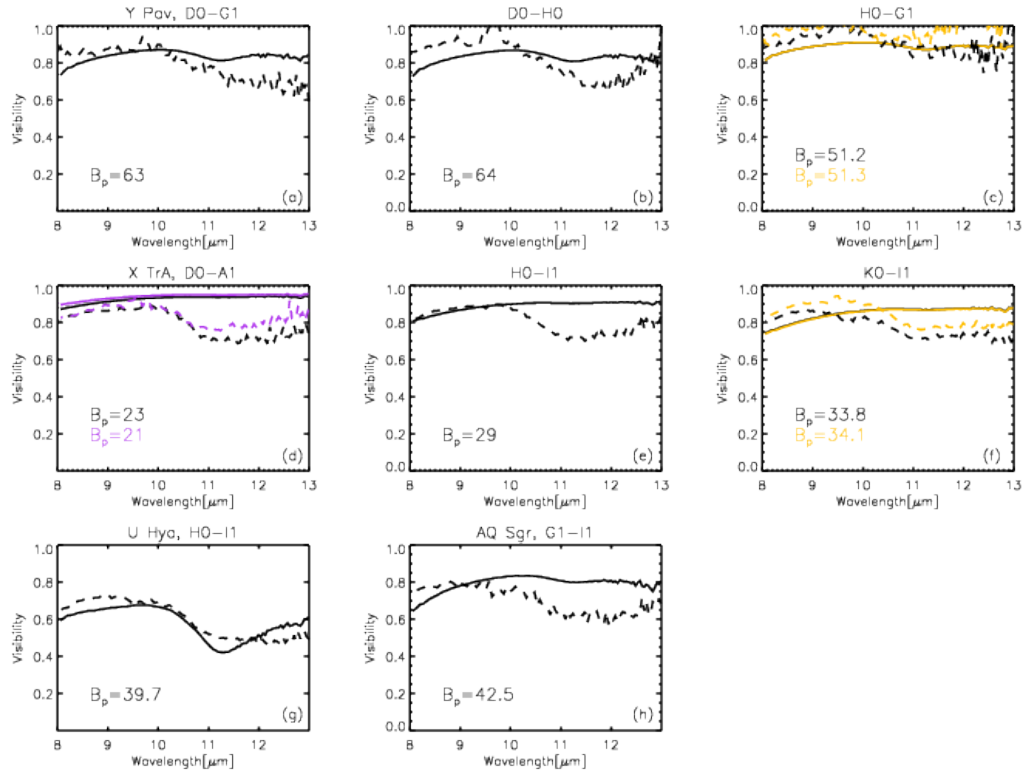 Y Pav, D0-G1
1.0
0.8
0.6
0.4
0.2
Visibility
B_p=63
(a)
8 9 10 11 12 13
Wavelength[μm]
D0-H0
1.0
0.8
0.6
0.4
0.2
0.0
Visibility
B_p=64
(b)
8 9 10 11 12 13
Wavelength[μm]
H0-G1
1.0
0.8
0.6
0.4
0.2
0.0
Visibility
B_p=51.2
B_p=51.3
(c)
8 9 10 11 12 13
Wavelength[μm]
X TrA, D0-A1
1.0
0.8
0.6
0.4
0.2
Visibility
B_p=23
B_p=21
(d)
8 9 10 11 12 13
Wavelength[μm]
H0-I1
1.0
0.8
0.6
0.4
0.2
0.0
Visibility
B_p=29
(e)
8 9 10 11 12 13
Wavelength[μm]
K0-I1
1.0
0.8
0.6
0.4
0.2
0.0
Visibility
B_p=33.8
B_p=34.1
(f)
8 9 10 11 12 13
Wavelength[μm]
U Hya, H0-I1
1.0
0.8
0.6
0.4
0.2
Visibility
B_p=39.7
(g)
8 9 10 11 12 13
Wavelength[μm]
AQ Sgr, G1-I1
1.0
0.8
0.6
0.4
0.2
0.0
Visibility
B_p=42.5
(h)
8 9 10 11 12 13
Wavelength[μm]